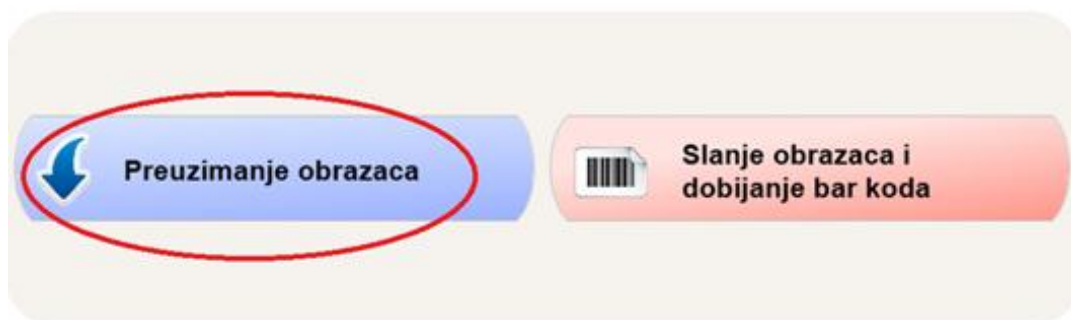 Preuzimanje obrazaca
Slanje obrazaca i
dobijanje bar koda